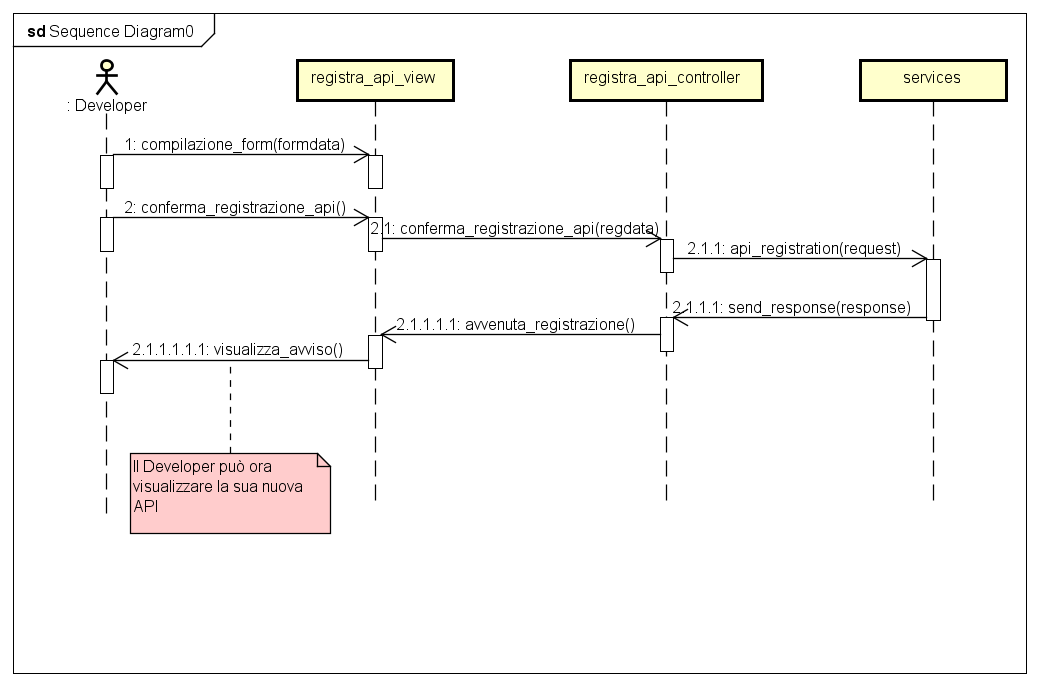 sd Sequence Diagram0
: Developer
registra_api_view
registra_api_controller
services
1: compilazione_form(formdata)
2: conferma_registrazione_api()
2.1: conferma_registrazione_api(regdata)
2.1.1: api_registration(request)
2.1.1.1: send_response(response)
2.1.1.1.1: avvenuta_registrazione()
2.1.1.1.1.1: visualizza_avviso()
Il Developer può ora
visualizzare la sua nuova
API